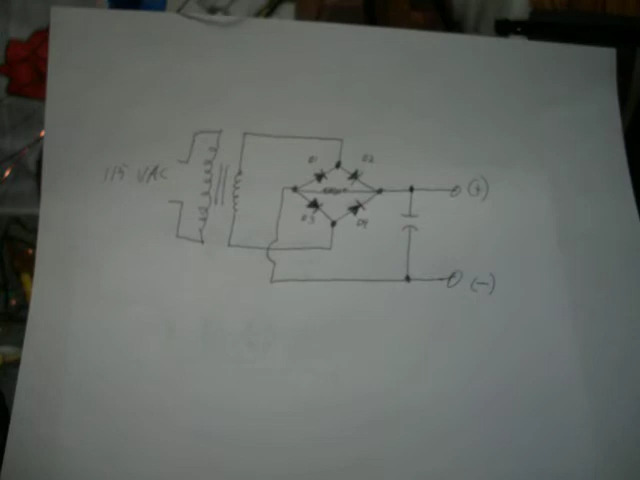 115 VAC
D1
D2
(+)
D3
D4
(-)